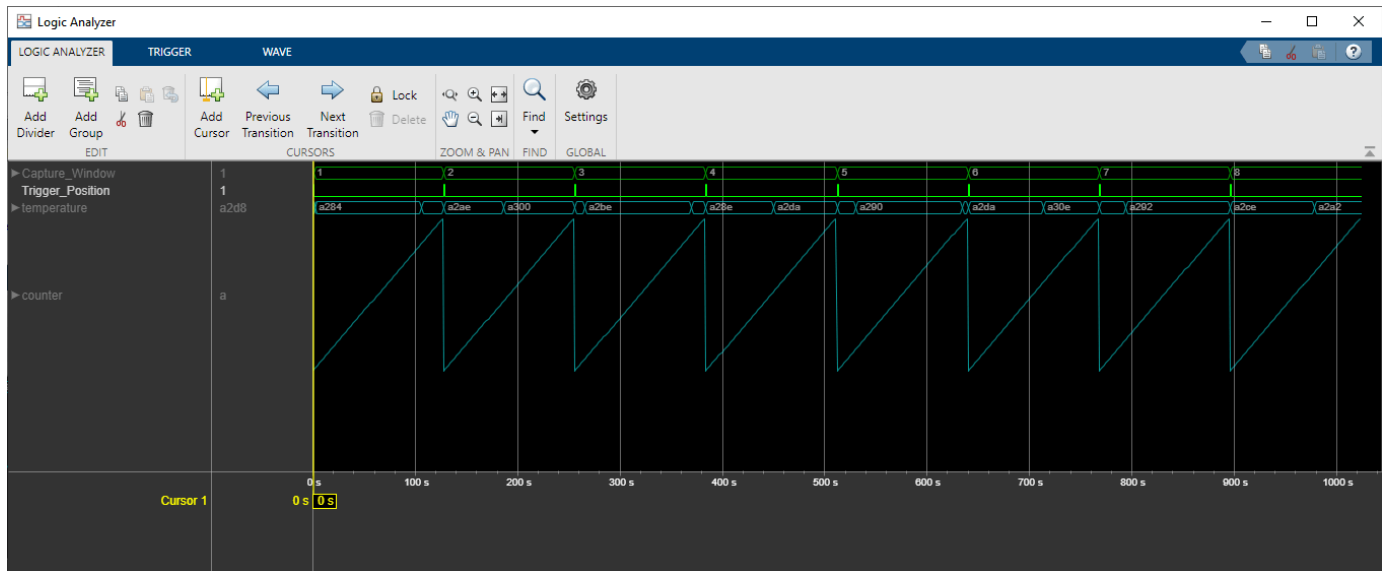 Logic Analyzer
LOGIC ANALYZER TRIGGER WAVE
Add Divider
Add Group
Add Cursor
Previous Transition
Next Transition
Lock
Delete
Find
Settings
EDIT CURSORS ZOOM & PAN FIND GLOBAL
Capture_Window 1 1 2 3 4 5 6 7 8
Trigger_Position 1
temperature a2d8 a284 a2ae a300 a2be a28e a2da a290 a2da a30e a292 a2ce a2a2
counter a
0 s 100 s 200 s 300 s 400 s 500 s 600 s 700 s 800 s 900 s 1000 s
Cursor 1 0 s 0 s